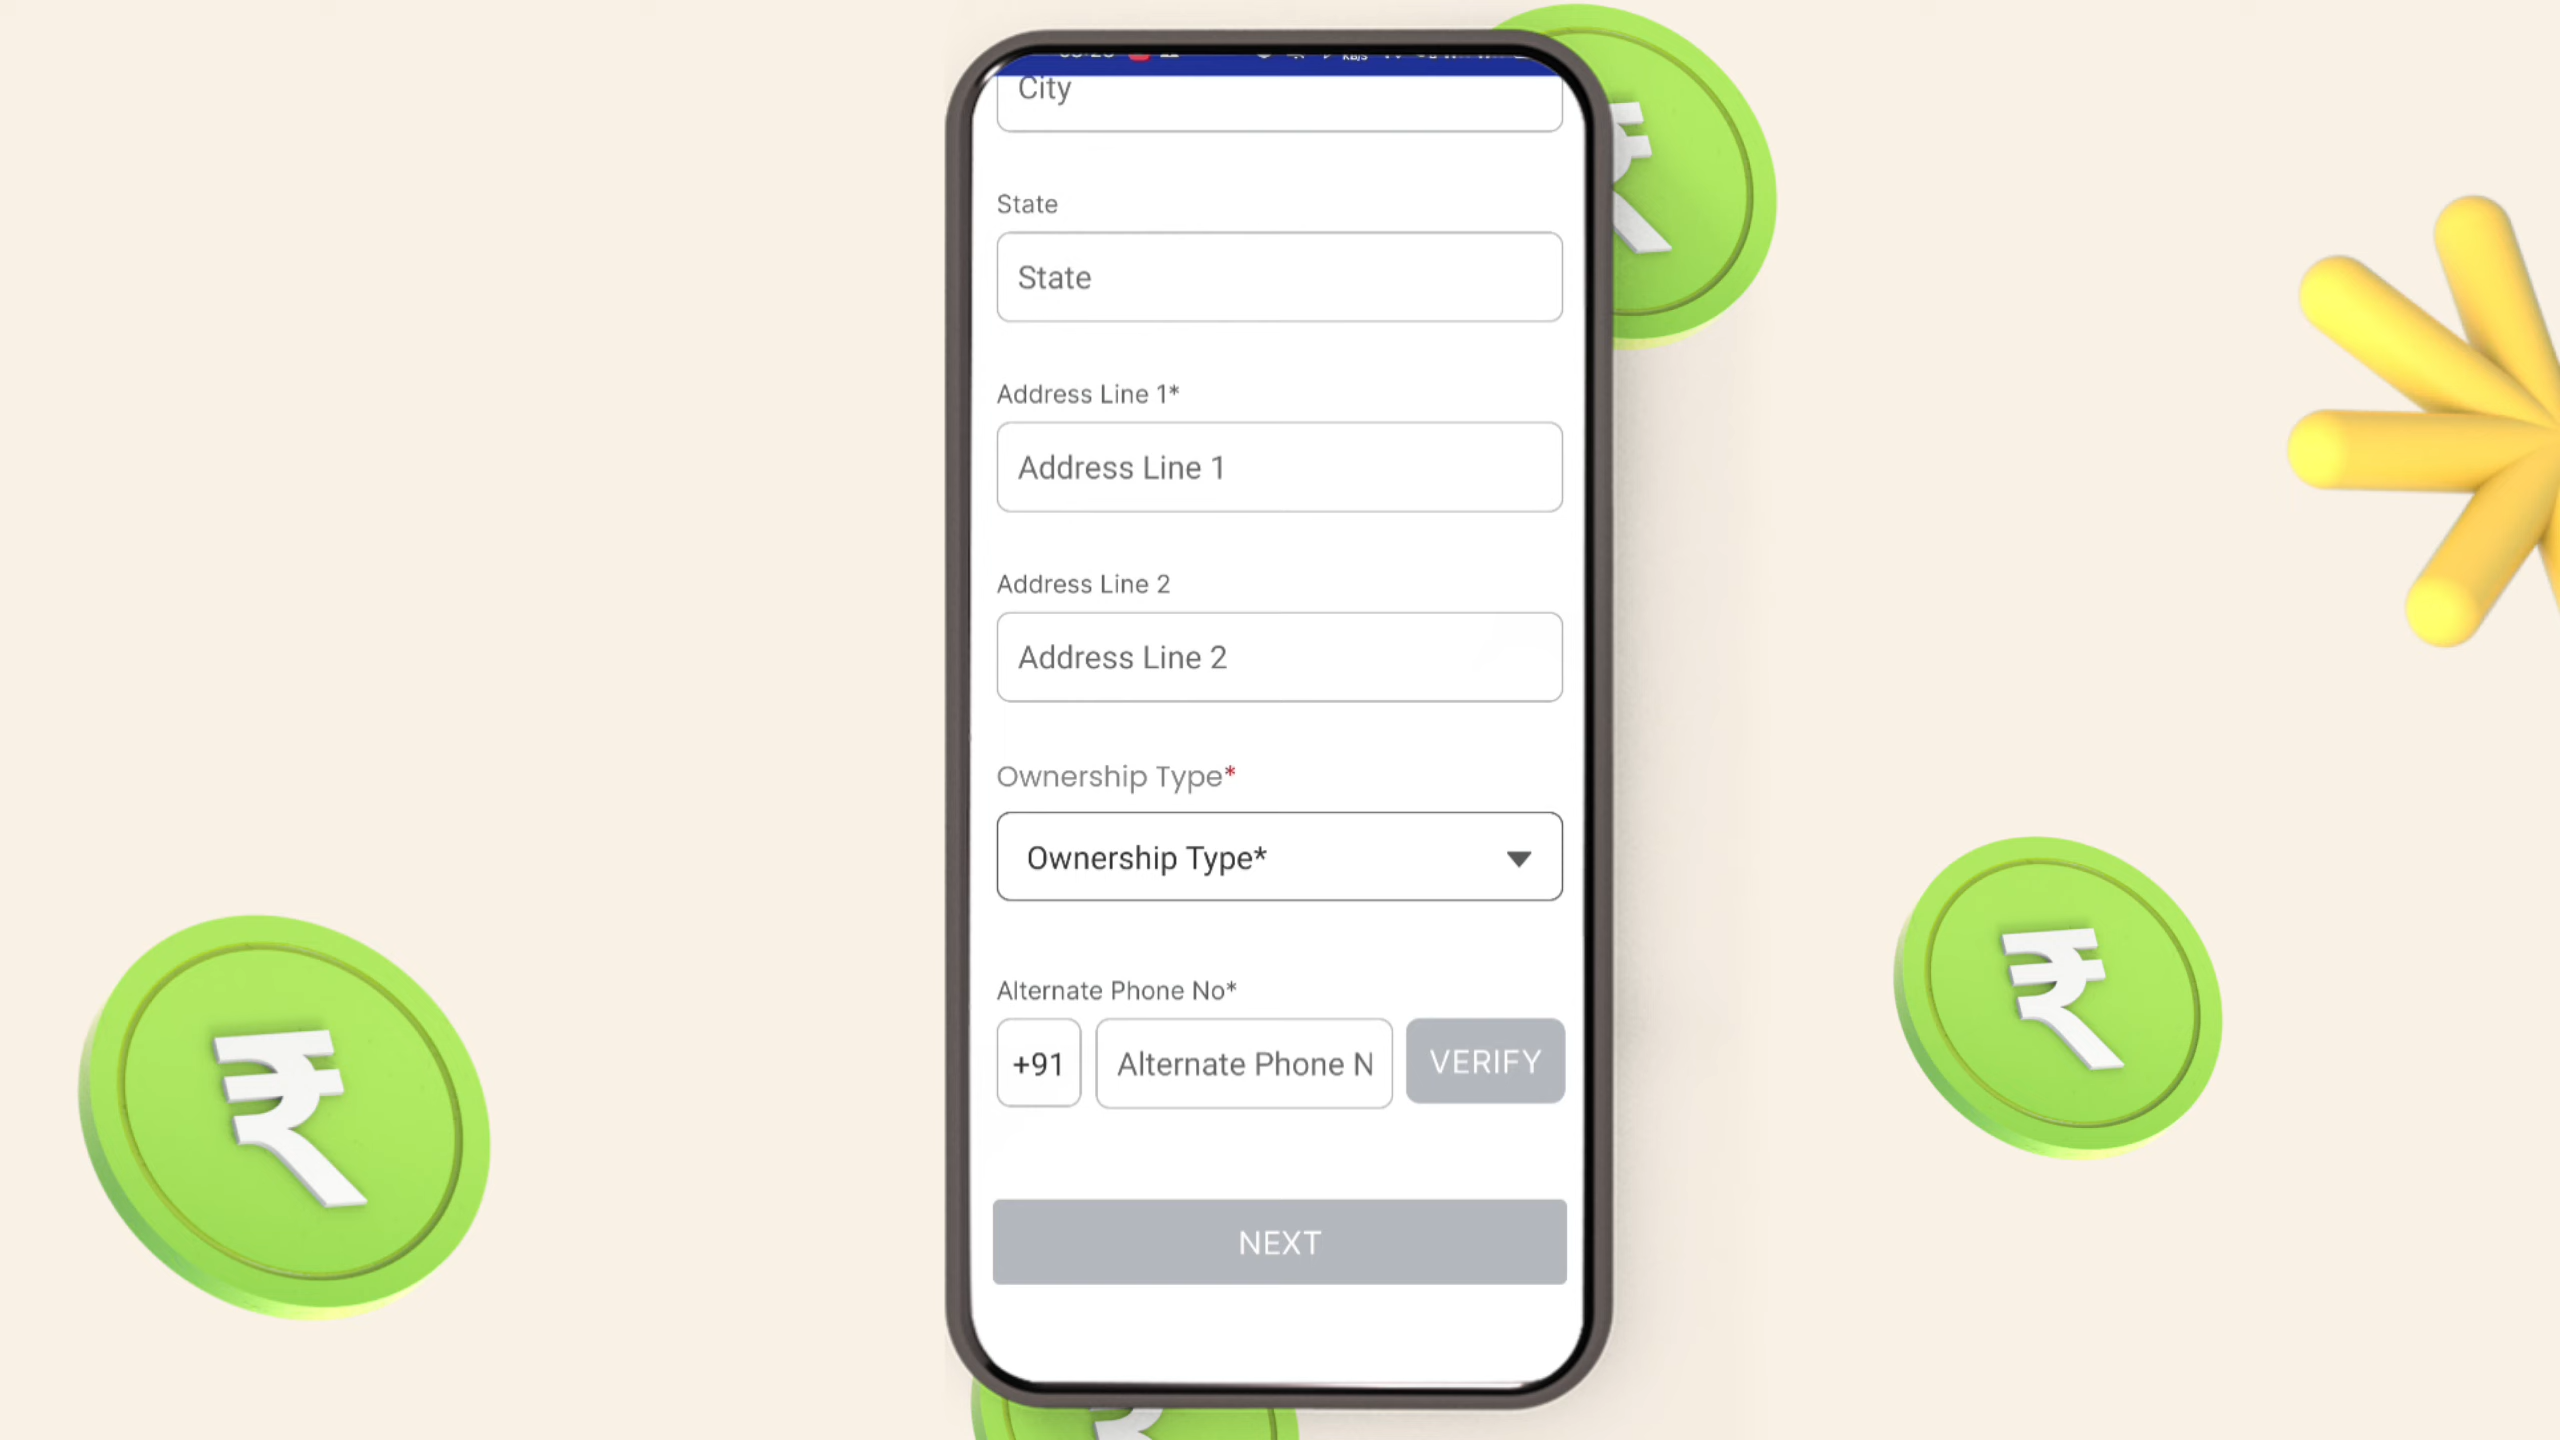 City
State
State
Address Line 1*
Address Line 1
Address Line 2
Address Line 2
Ownership Type*
Ownership Type*
Alternate Phone No*
+91 Alternate Phone N VERIFY
NEXT
₹
₹
₹